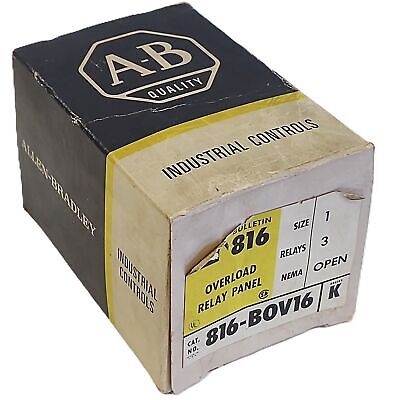 A-B
QUALITY
ALLEN-BRADLEY
INDUSTRIAL CONTROLS
INDUSTRIAL CONTROLS
BULLETIN
816
OVERLOAD
RELAY PANEL
SIZE 1
RELAYS 3
NEMA OPEN
CAT. NO. 816-BOV16
SERIES K